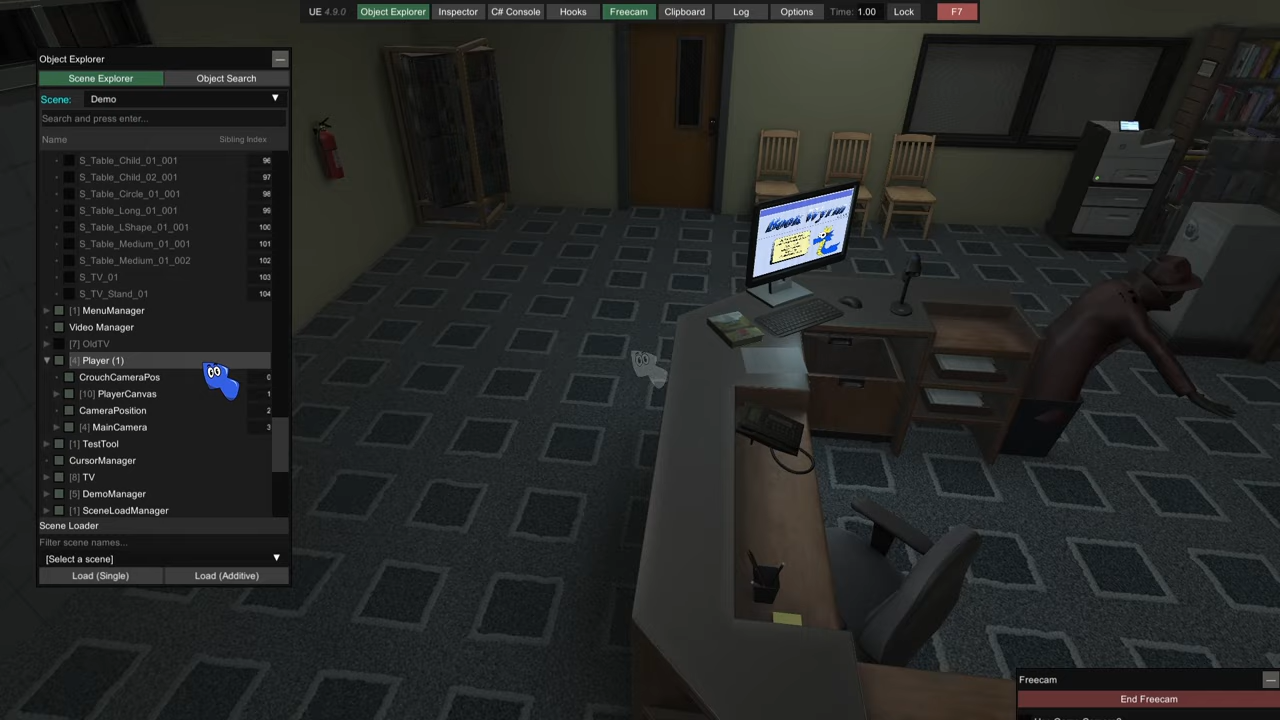 UE 4.9.0 Object Explorer Inspector C# Console Hooks Freecam Clipboard Log Options Time: 1.00 Lock F7
Object Explorer
Scene Explorer Object Search
Scene: Demo ▼
Search and press enter...
Name Sibling Index
S_Table_Child_01_001 96
S_Table_Child_02_001 97
S_Table_Circle_01_001 98
S_Table_Long_01_001 99
S_Table_LShape_01_001 100
S_Table_Medium_01_001 101
S_Table_Medium_01_002 102
S_TV_01 103
S_TV_Stand_01 104
[1] MenuManager
Video Manager
[7] OldTV
[4] Player (1)
CrouchCameraPos 0
[10] PlayerCanvas 1
CameraPosition 2
[4] MainCamera 3
[1] TestTool
CursorManager
[8] TV
[5] DemoManager
[1] SceneLoadManager
Scene Loader
Filter scene names...
[Select a scene] ▼
Load (Single) Load (Additive)
Book Wyrm
Freecam
End Freecam